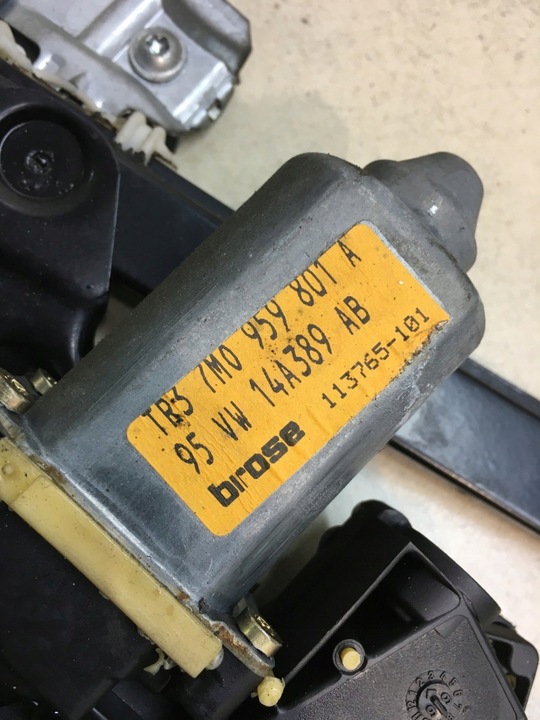 TR3 7M0 959 801 A
95 VW 14A389 AB
brose 113765-101